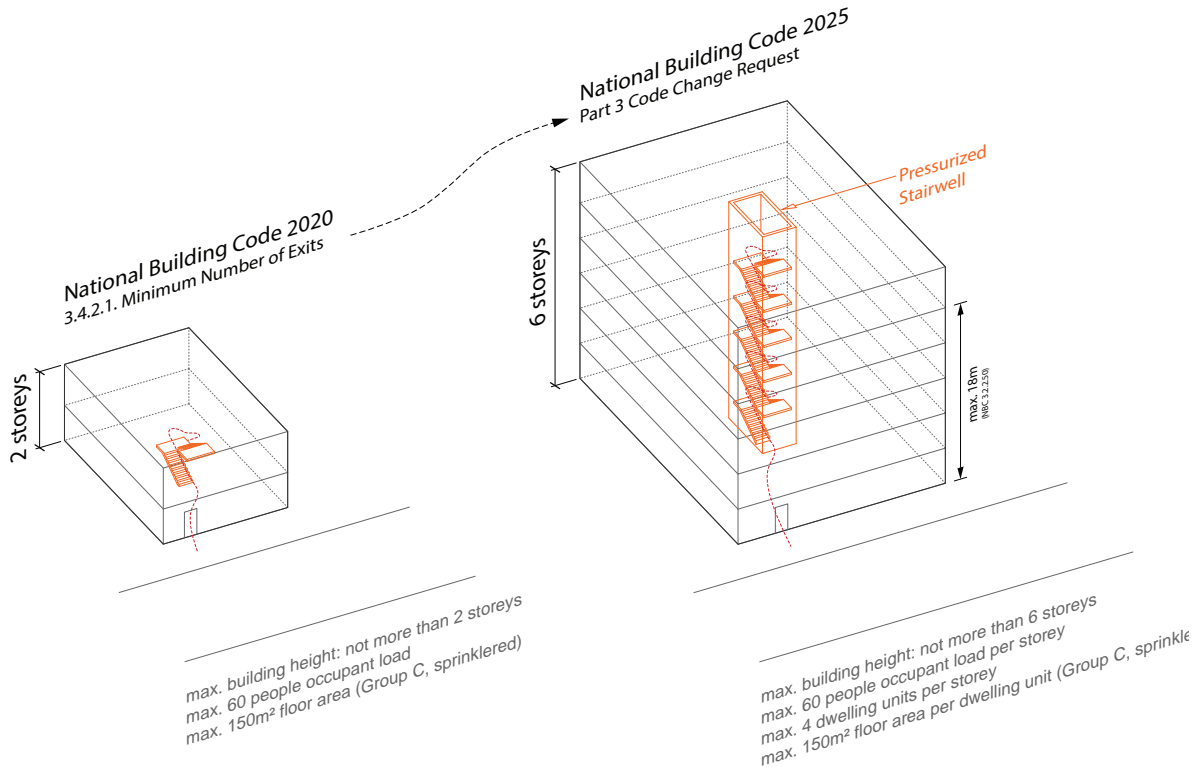 National Building Code 2020
3.4.2.1. Minimum Number of Exits
2 storeys
max. building height: not more than 2 storeys
max. 60 people occupant load
max. 150m² floor area (Group C, sprinklered)
National Building Code 2025
Part 3 Code Change Request
Pressurized
Stairwell
6 storeys
max. 18m
(NBC 3.2.2.50)
max. building height: not more than 6 storeys
max. 60 people occupant load per storey
max. 4 dwelling units per storey
max. 150m² floor area per dwelling unit (Group C, sprinkle